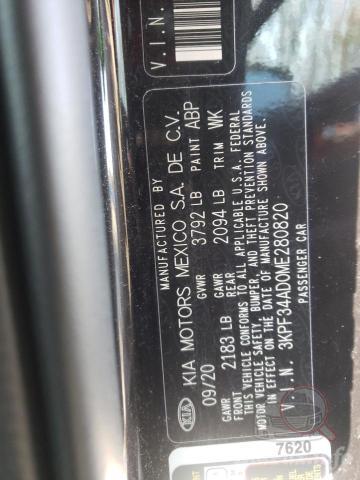 V.I.N.
MANUFACTURED BY
KIA KIA MOTORS MEXICO S.A. DE C.V.
09/20 GVWR 3792 LB PAINT ABP
GAWR FRONT 2183 LB GAWR REAR 2094 LB TRIM WK
THIS VEHICLE CONFORMS TO ALL APPLICABLE U.S.A. FEDERAL
MOTOR VEHICLE SAFETY, BUMPER, AND THEFT PREVENTION STANDARDS
IN EFFECT ON THE DATE OF MANUFACTURE SHOWN ABOVE.
V.I.N. 3KPF34AD0ME280820
PASSENGER CAR
7620